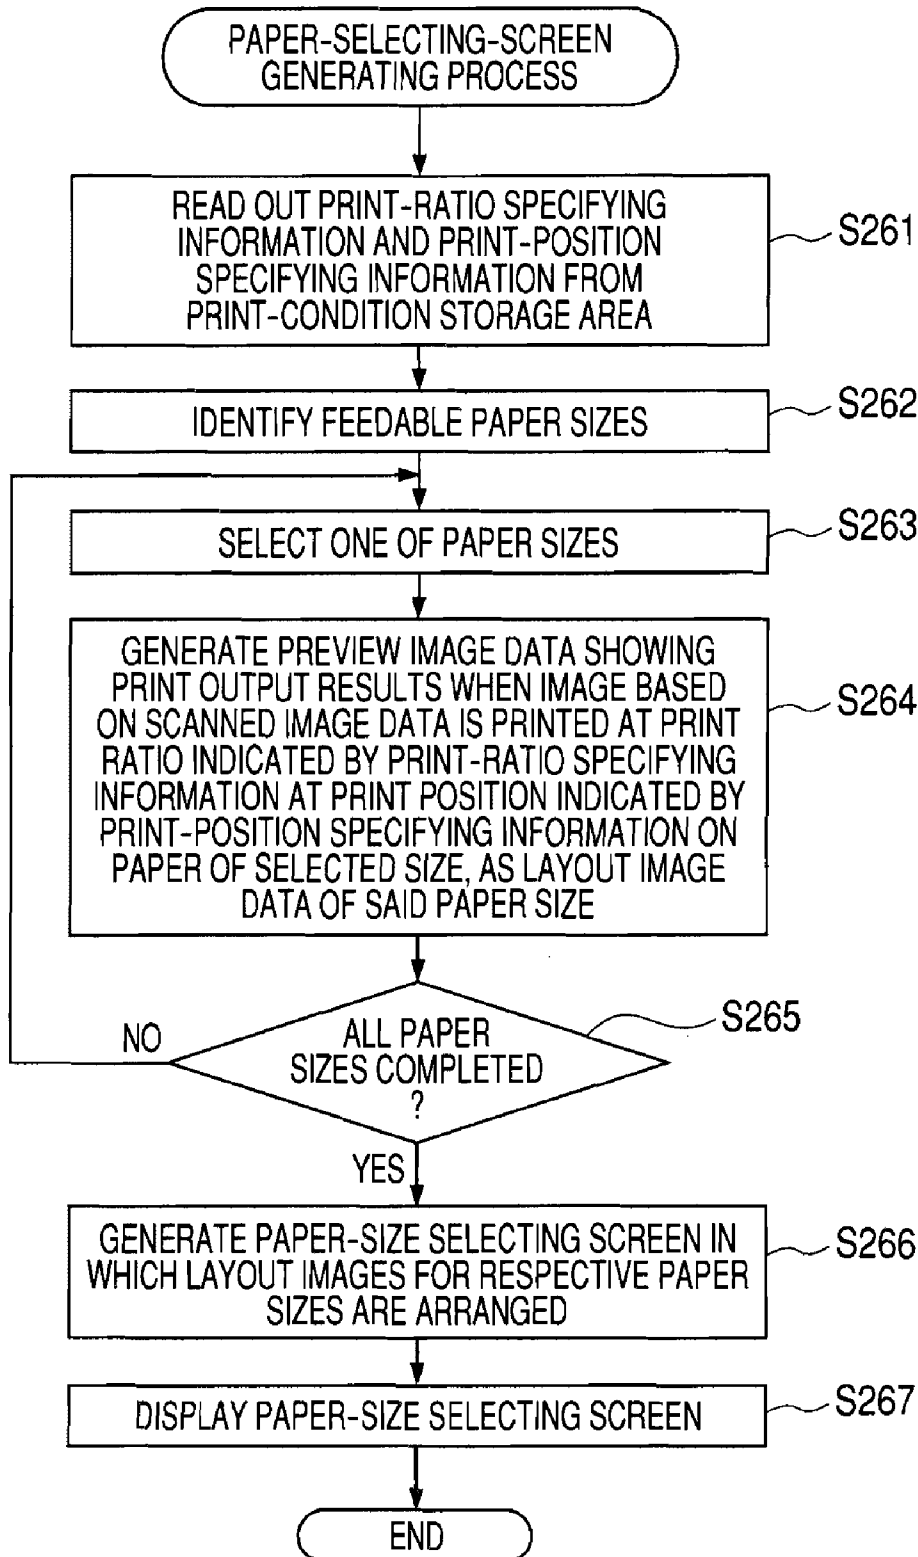 PAPER-SELECTING-SCREEN
GENERATING PROCESS
READ OUT PRINT-RATIO SPECIFYING
INFORMATION AND PRINT-POSITION
SPECIFYING INFORMATION FROM
PRINT-CONDITION STORAGE AREA
S261
IDENTIFY FEEDABLE PAPER SIZES
S262
SELECT ONE OF PAPER SIZES
S263
GENERATE PREVIEW IMAGE DATA SHOWING
PRINT OUTPUT RESULTS WHEN IMAGE BASED
ON SCANNED IMAGE DATA IS PRINTED AT PRINT
RATIO INDICATED BY PRINT-RATIO SPECIFYING
INFORMATION AT PRINT POSITION INDICATED BY
PRINT-POSITION SPECIFYING INFORMATION ON
PAPER OF SELECTED SIZE, AS LAYOUT IMAGE
DATA OF SAID PAPER SIZE
S264
ALL PAPER
SIZES COMPLETED
?
S265
NO
YES
GENERATE PAPER-SIZE SELECTING SCREEN IN
WHICH LAYOUT IMAGES FOR RESPECTIVE PAPER
SIZES ARE ARRANGED
S266
DISPLAY PAPER-SIZE SELECTING SCREEN
S267
END